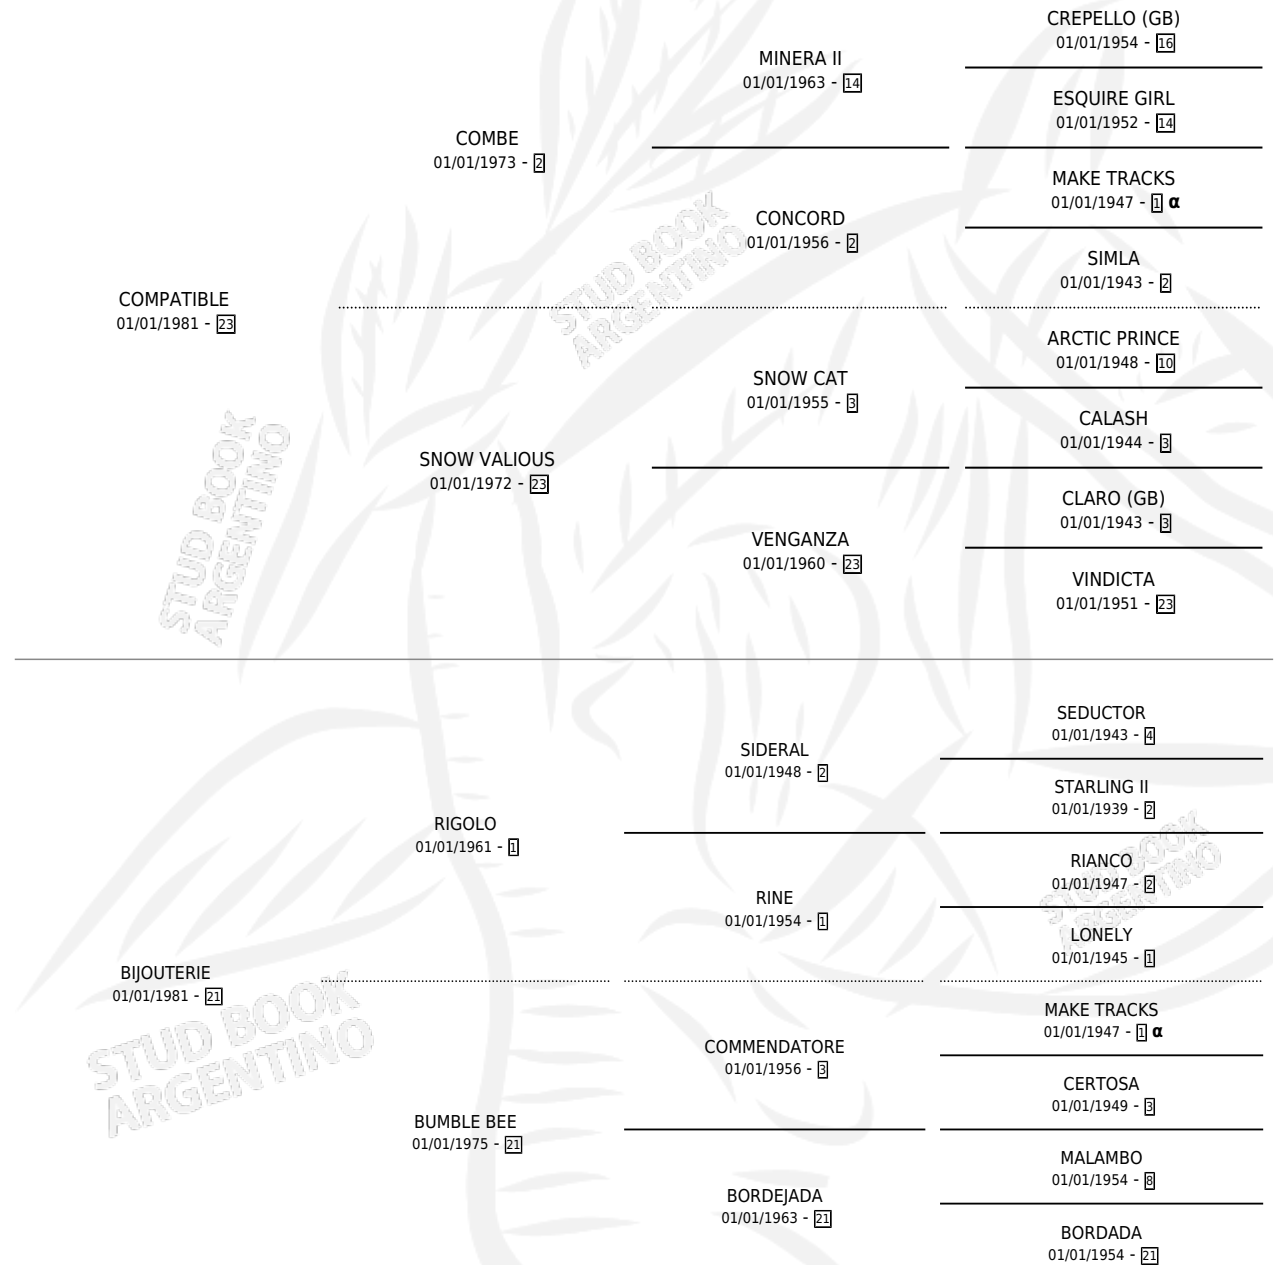 CREPELLO (GB)
01/01/1954 - 16
MINERA II
01/01/1963 - 14
ESQUIRE GIRL
01/01/1952 - 14
COMBE
01/01/1973 - 2
MAKE TRACKS
01/01/1947 - 1 α
CONCORD
01/01/1956 - 2
SIMLA
01/01/1943 - 2
COMPATIBLE
01/01/1981 - 23
ARCTIC PRINCE
01/01/1948 - 10
SNOW CAT
01/01/1955 - 3
CALASH
01/01/1944 - 3
SNOW VALIOUS
01/01/1972 - 23
CLARO (GB)
01/01/1943 - 3
VENGANZA
01/01/1960 - 23
VINDICTA
01/01/1951 - 23
SEDUCTOR
01/01/1943 - 4
SIDERAL
01/01/1948 - 2
STARLING II
01/01/1939 - 2
RIGOLO
01/01/1961 - 1
RIANCO
01/01/1947 - 2
RINE
01/01/1954 - 1
LONELY
01/01/1945 - 1
BIJOUTERIE
01/01/1981 - 21
MAKE TRACKS
01/01/1947 - 1 α
COMMENDATORE
01/01/1956 - 3
CERTOSA
01/01/1949 - 3
BUMBLE BEE
01/01/1975 - 21
MALAMBO
01/01/1954 - 8
BORDEJADA
01/01/1963 - 21
BORDADA
01/01/1954 - 21
STUD BOOK
ARGENTINO
STUD BOOK
ARGENTINO
STUD BOOK
ARGENTINO
STUD BOOK
ARGENTINO